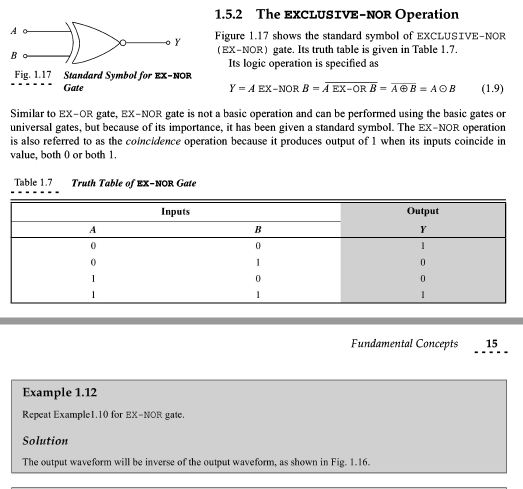 1.5.2 The EXCLUSIVE-NOR Operation
A
B
Y
Fig. 1.17 Standard Symbol for EX-NOR
Gate
Figure 1.17 shows the standard symbol of EXCLUSIVE-NOR
(EX-NOR) gate. Its truth table is given in Table 1.7.
Its logic operation is specified as
Y = A EX-NOR B = A̅ ̅E̅X̅-̅O̅R̅ ̅B̅ = A̅ ̅⊕̅ ̅B̅ = A ⊙ B (1.9)
Similar to EX-OR gate, EX-NOR gate is not a basic operation and can be performed using the basic gates or
universal gates, but because of its importance, it has been given a standard symbol. The EX-NOR operation
is also referred to as the coincidence operation because it produces output of 1 when its inputs coincide in
value, both 0 or both 1.
Table 1.7 Truth Table of EX-NOR Gate
Inputs Output
A B Y
0 0 1
0 1 0
1 0 0
1 1 1
Fundamental Concepts 15
Example 1.12
Repeat Example1.10 for EX-NOR gate.
Solution
The output waveform will be inverse of the output waveform, as shown in Fig. 1.16.